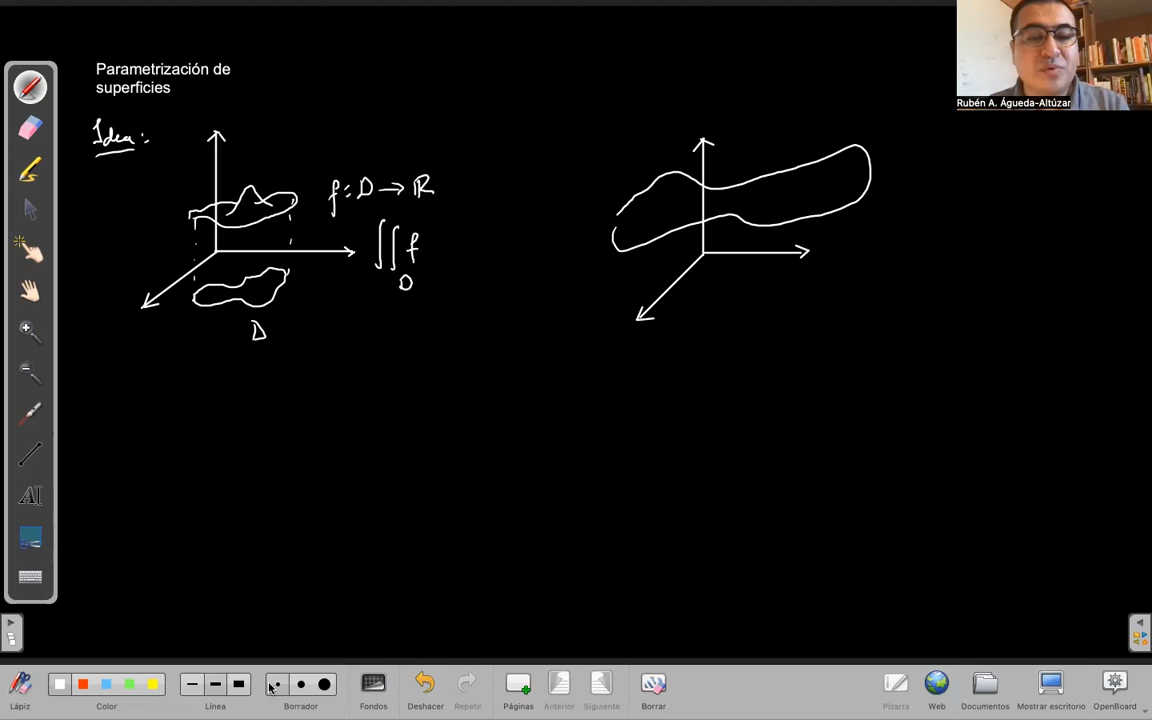 Parametrización de
superficies
Rubén A. Águeda-Altúzar
Idea:
f: D → ℝ
∬ f
D
D
Lápiz
Color
Línea
Borrador
Fondos
Deshacer
Repetir
Páginas
Anterior
Siguiente
Borrar
Pizarra
Web
Documentos
Mostrar escritorio
OpenBoard